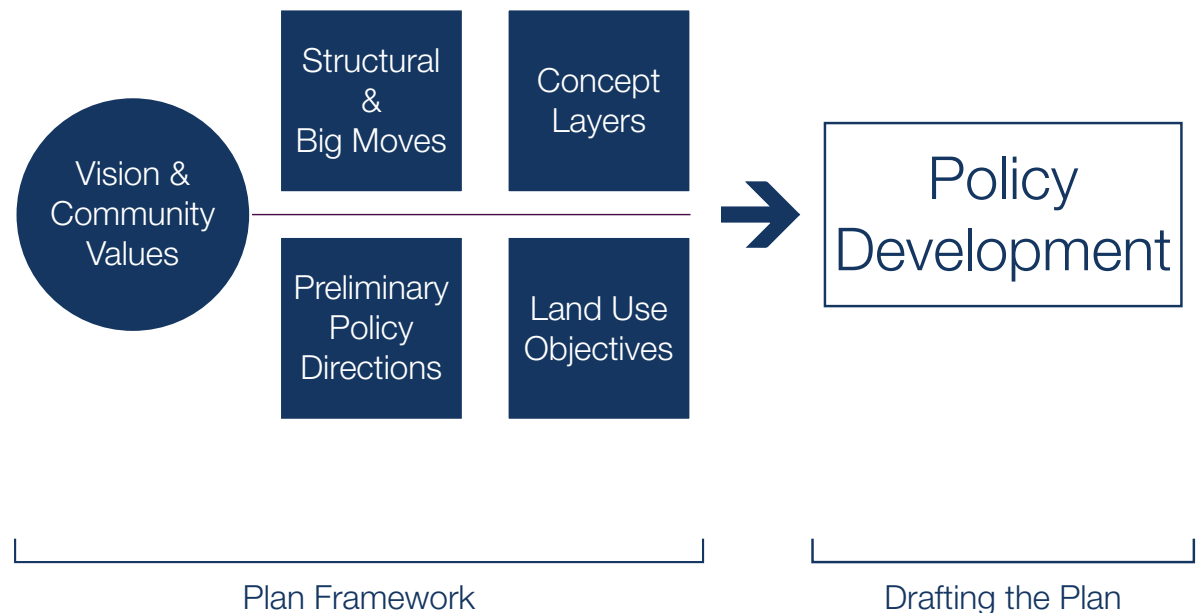 Vision &
Community
Values
Structural
&
Big Moves
Concept
Layers
Preliminary
Policy
Directions
Land Use
Objectives
Policy
Development
Plan Framework
Drafting the Plan